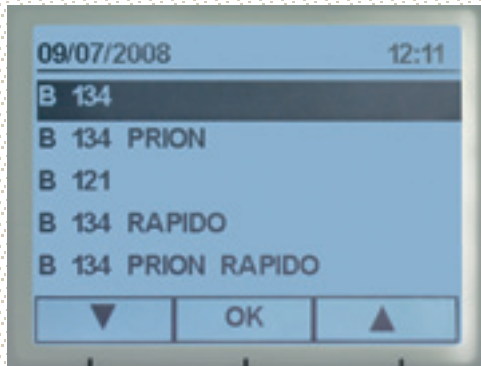 09/07/2008 12:11
B 134
B 134 PRION
B 121
B 134 RAPIDO
B 134 PRION RAPIDO
▼ OK ▲